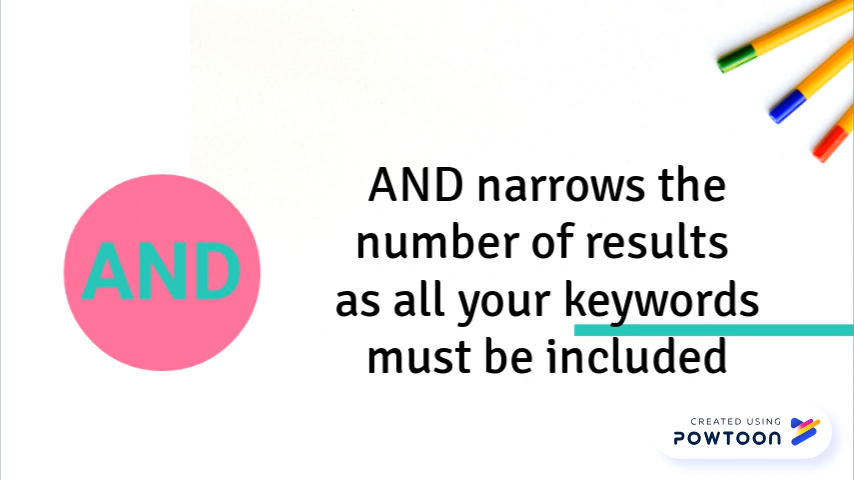 AND
AND narrows the
number of results
as all your keywords
must be included
CREATED USING
POWTOON